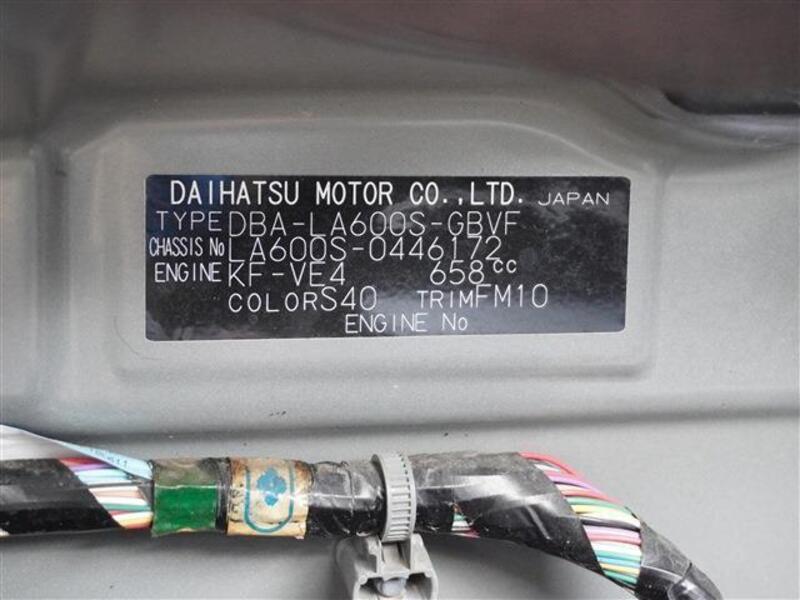 DAIHATSU MOTOR CO.,LTD. JAPAN
TYPE DBA-LA600S-GBVF
CHASSIS No LA600S-0446172
ENGINE KF-VE4 658cc
COLOR S40 TRIM FM10
ENGINE No